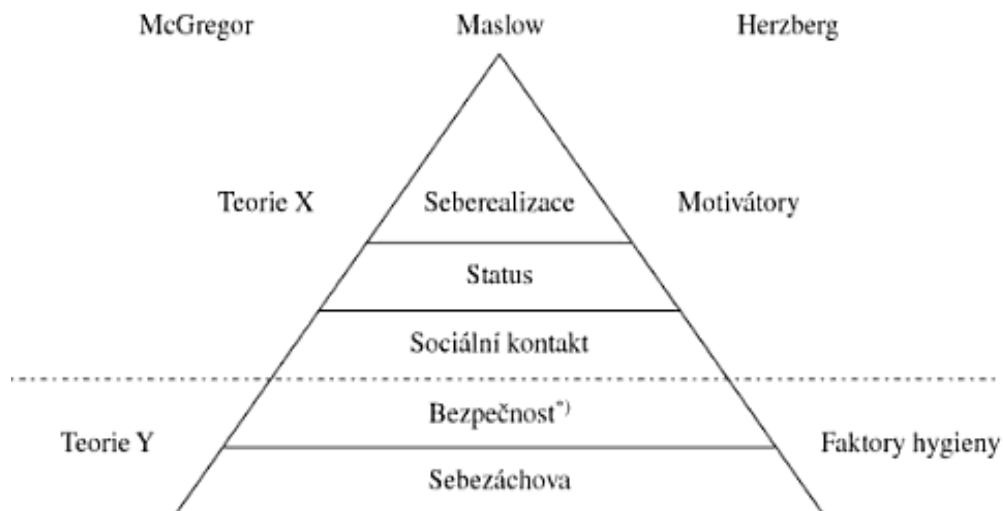 McGregor Maslow Herzberg
Teorie X Seberealizace Motivátory
Status
Sociální kontakt
Bezpečnost*)
Teorie Y Faktory hygieny
Sebezáchova